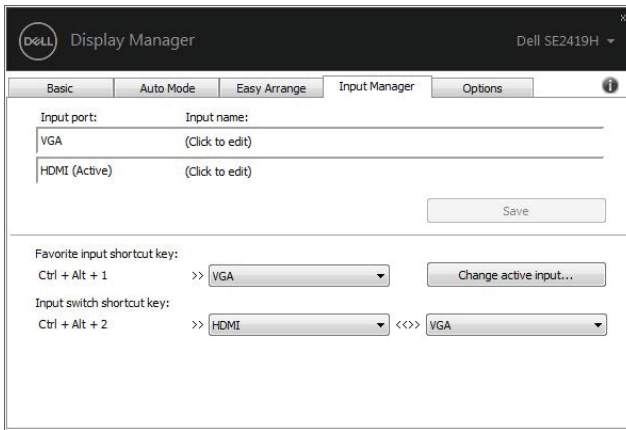 x
DELL Display Manager Dell SE2419H
Basic Auto Mode Easy Arrange Input Manager Options i
Input port: Input name:
VGA (Click to edit)
HDMI (Active) (Click to edit)
Save
Favorite input shortcut key:
Ctrl + Alt + 1 >> VGA Change active input...
Input switch shortcut key:
Ctrl + Alt + 2 >> HDMI <<>> VGA